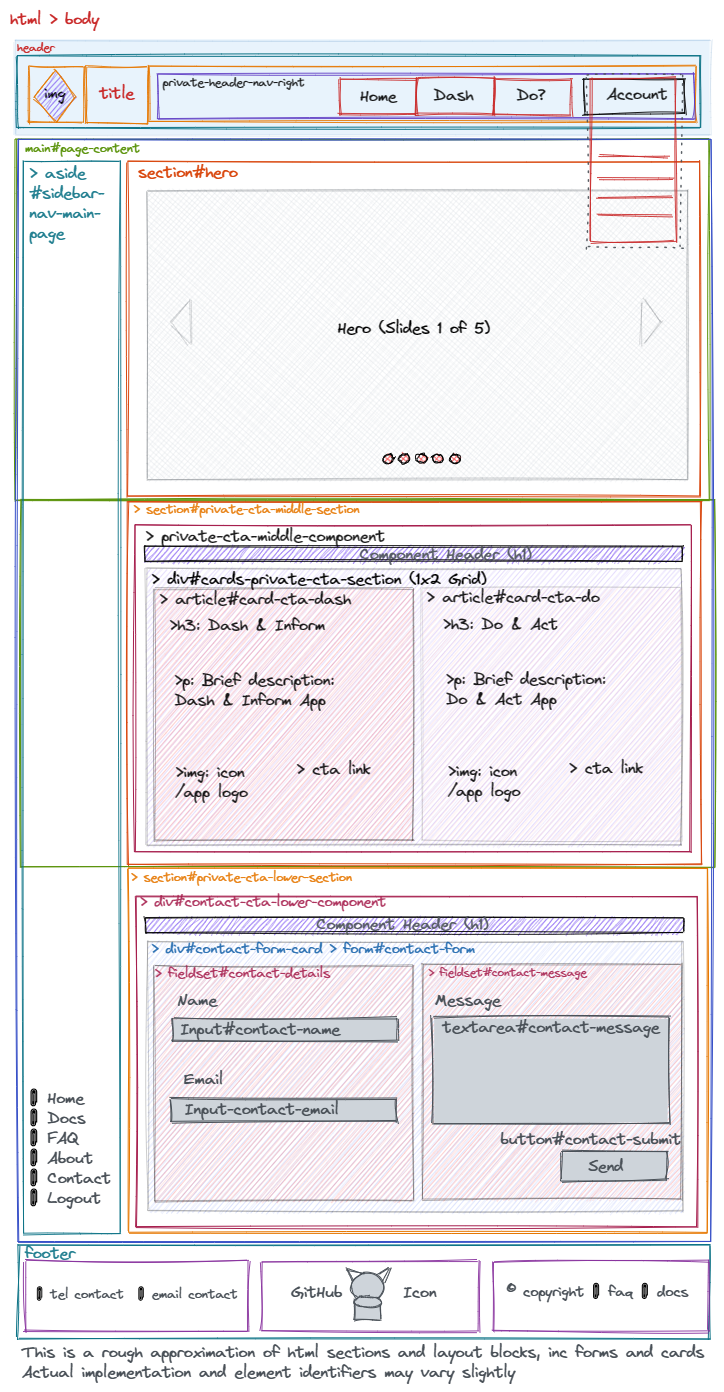 html > body
header
img
title
private-header-nav-right
Home
Dash
Do?
Account
main#page-content
> aside
#sidebar-
nav-main-
page
section#hero
Hero (Slides 1 of 5)
> section#private-cta-middle-section
> private-cta-middle-component
Component Header (h1)
> div#cards-private-cta-section (1x2 Grid)
> article#card-cta-dash
>h3: Dash & Inform
>p: Brief description:
Dash & Inform App
>img: icon
/app logo
> cta link
> article#card-cta-do
>h3: Do & Act
>p: Brief description:
Do & Act App
>img: icon
/app logo
> cta link
> section#private-cta-lower-section
> div#contact-cta-lower-component
Component Header (h1)
> div#contact-form-card > form#contact-form
> fieldset#contact-details
Name
Input#contact-name
Email
Input-contact-email
> fieldset#contact-message
Message
textarea#contact-message
button#contact-submit
Send
Home
Docs
FAQ
About
Contact
Logout
footer
tel contact
email contact
GitHub
Icon
© copyright
faq
docs
This is a rough approximation of html sections and layout blocks, inc forms and cards
Actual implementation and element identifiers may vary slightly